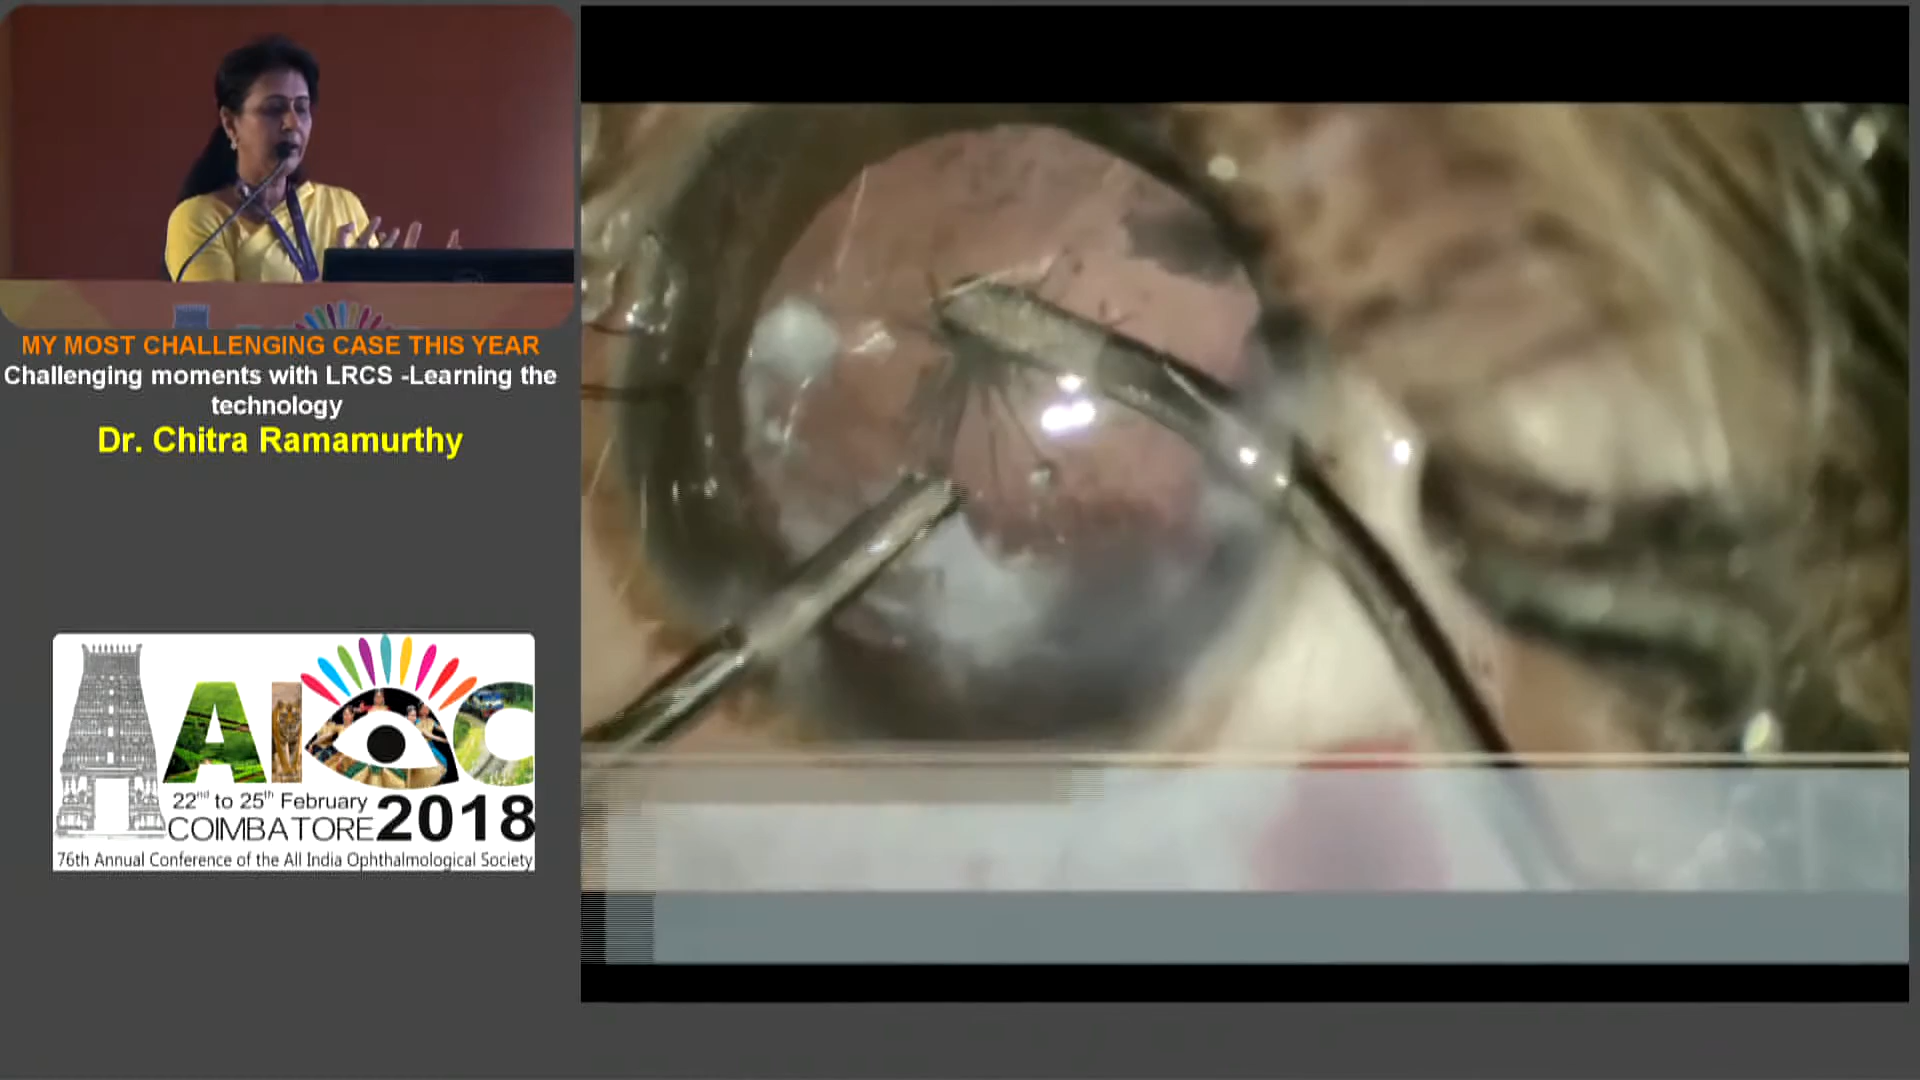 MY MOST CHALLENGING CASE THIS YEAR
Challenging moments with LRCS -Learning the
technology
Dr. Chitra Ramamurthy
AIOC
22nd to 25th February
COIMBATORE 2018
76th Annual Conference of the All India Ophthalmological Society